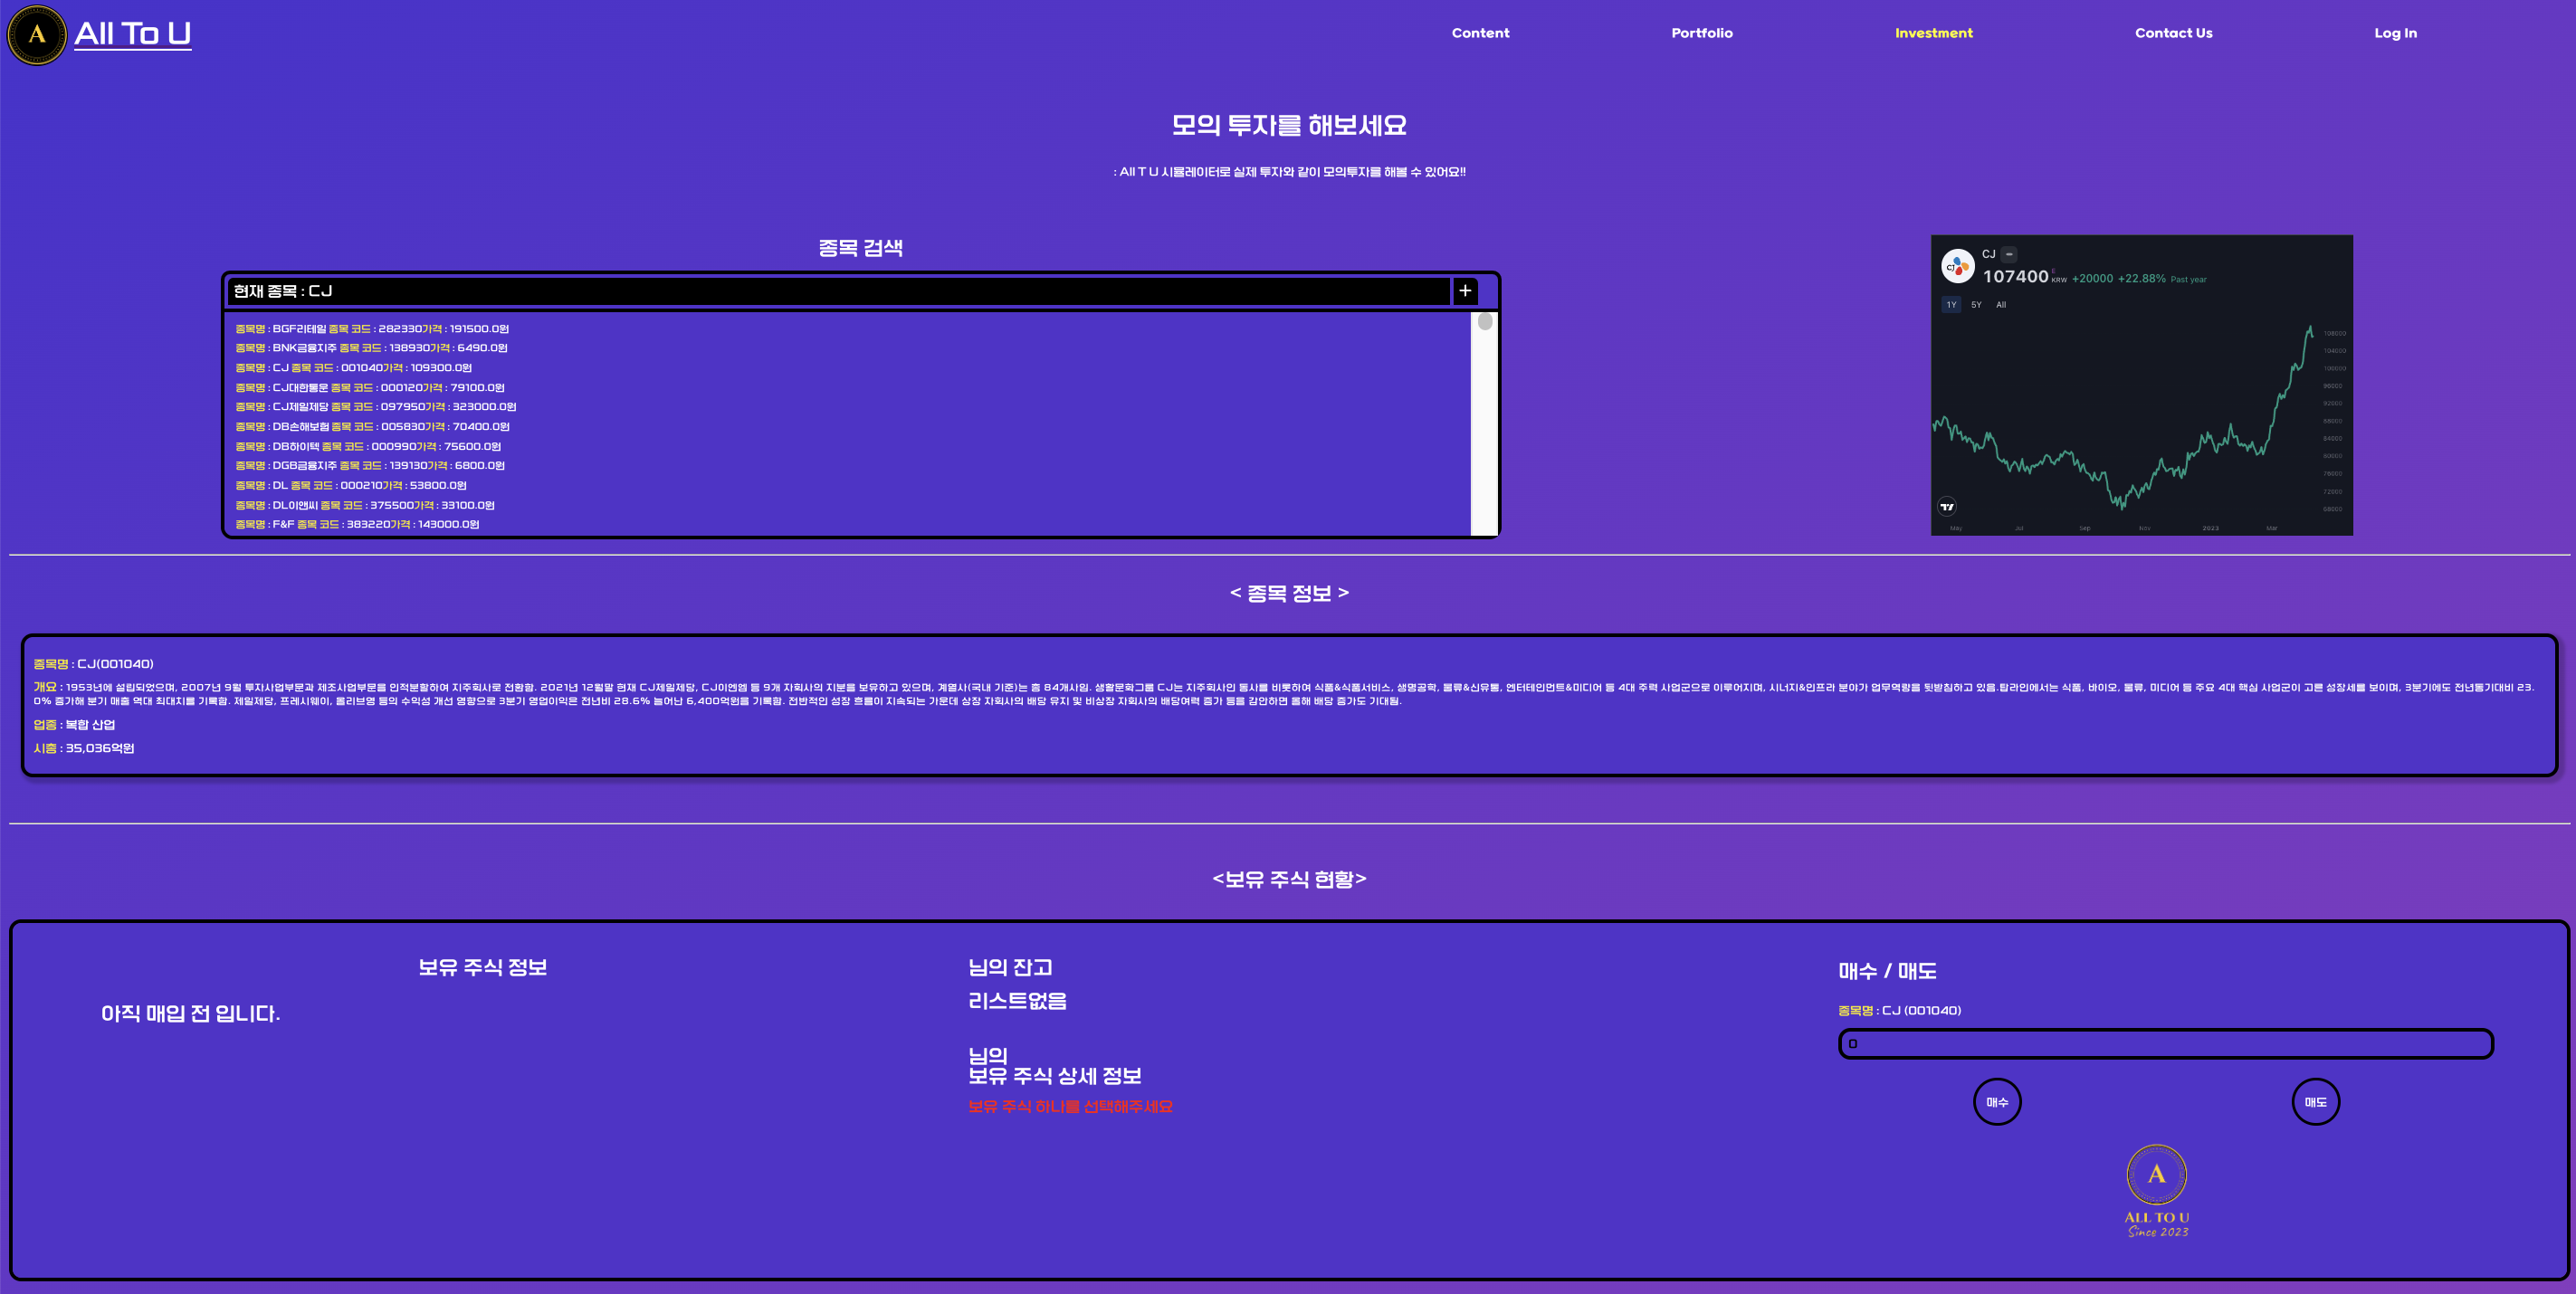 A
All To U
Content
Portfolio
Investment
Contact Us
Log In
모의 투자를 해보세요
: All T U 시뮬레이터로 실제 투자와 같이 모의투자를 해볼 수 있어요!!
종목 검색
현재 종목 : CJ
+
종목명 : BGF리테일 종목 코드 : 282330가격 : 191500.0원
종목명 : BNK금융지주 종목 코드 : 138930가격 : 6490.0원
종목명 : CJ 종목 코드 : 001040가격 : 109300.0원
종목명 : CJ대한통운 종목 코드 : 000120가격 : 79100.0원
종목명 : CJ제일제당 종목 코드 : 097950가격 : 323000.0원
종목명 : DB손해보험 종목 코드 : 005830가격 : 70400.0원
종목명 : DB하이텍 종목 코드 : 000990가격 : 75600.0원
종목명 : DGB금융지주 종목 코드 : 139130가격 : 6800.0원
종목명 : DL 종목 코드 : 000210가격 : 53800.0원
종목명 : DL이앤씨 종목 코드 : 375500가격 : 33100.0원
종목명 : F&F 종목 코드 : 383220가격 : 143000.0원
CJ
CJ
107400 E KRW +20000 +22.88% Past year
1Y 5Y All
108000
104000
100000
96000
92000
88000
84000
80000
76000
72000
68000
May Jul Sep Nov 2023 Mar
< 종목 정보 >
종목명 : CJ(001040)
개요 : 1953년에 설립되었으며, 2007년 9월 투자사업부문과 제조사업부문을 인적분할하여 지주회사로 전환함. 2021년 12월말 현재 CJ제일제당, CJ이엔엠 등 9개 자회사의 지분을 보유하고 있으며, 계열사(국내 기준)는 총 84개사임. 생활문화그룹 CJ는 지주회사인 동사를 비롯하여 식품&식품서비스, 생명공학, 물류&신유통, 엔터테인먼트&미디어 등 4대 주력 사업군으로 이루어지며, 시너지&인프라 분야가 업무역량을 뒷받침하고 있음.탑라인에서는 식품, 바이오, 물류, 미디어 등 주요 4대 핵심 사업군이 고른 성장세를 보이며, 3분기에도 전년동기대비 23.
0% 증가해 분기 매출 역대 최대치를 기록함. 제일제당, 프레시웨이, 올리브영 등의 수익성 개선 영향으로 3분기 영업이익은 전년비 28.6% 늘어난 6,400억원을 기록함. 전반적인 성장 흐름이 지속되는 가운데 상장 자회사의 배당 유지 및 비상장 자회사의 배당여력 증가 등을 감안하면 올해 배당 증가도 기대됨.
업종 : 복합 산업
시총 : 35,036억원
<보유 주식 현황>
보유 주식 정보
아직 매입 전 입니다.
님의 잔고
리스트없음
님의
보유 주식 상세 정보
보유 주식 하나를 선택해주세요
매수 / 매도
종목명 : CJ (001040)
0
매수
매도
A
ALL TO U
Since 2023